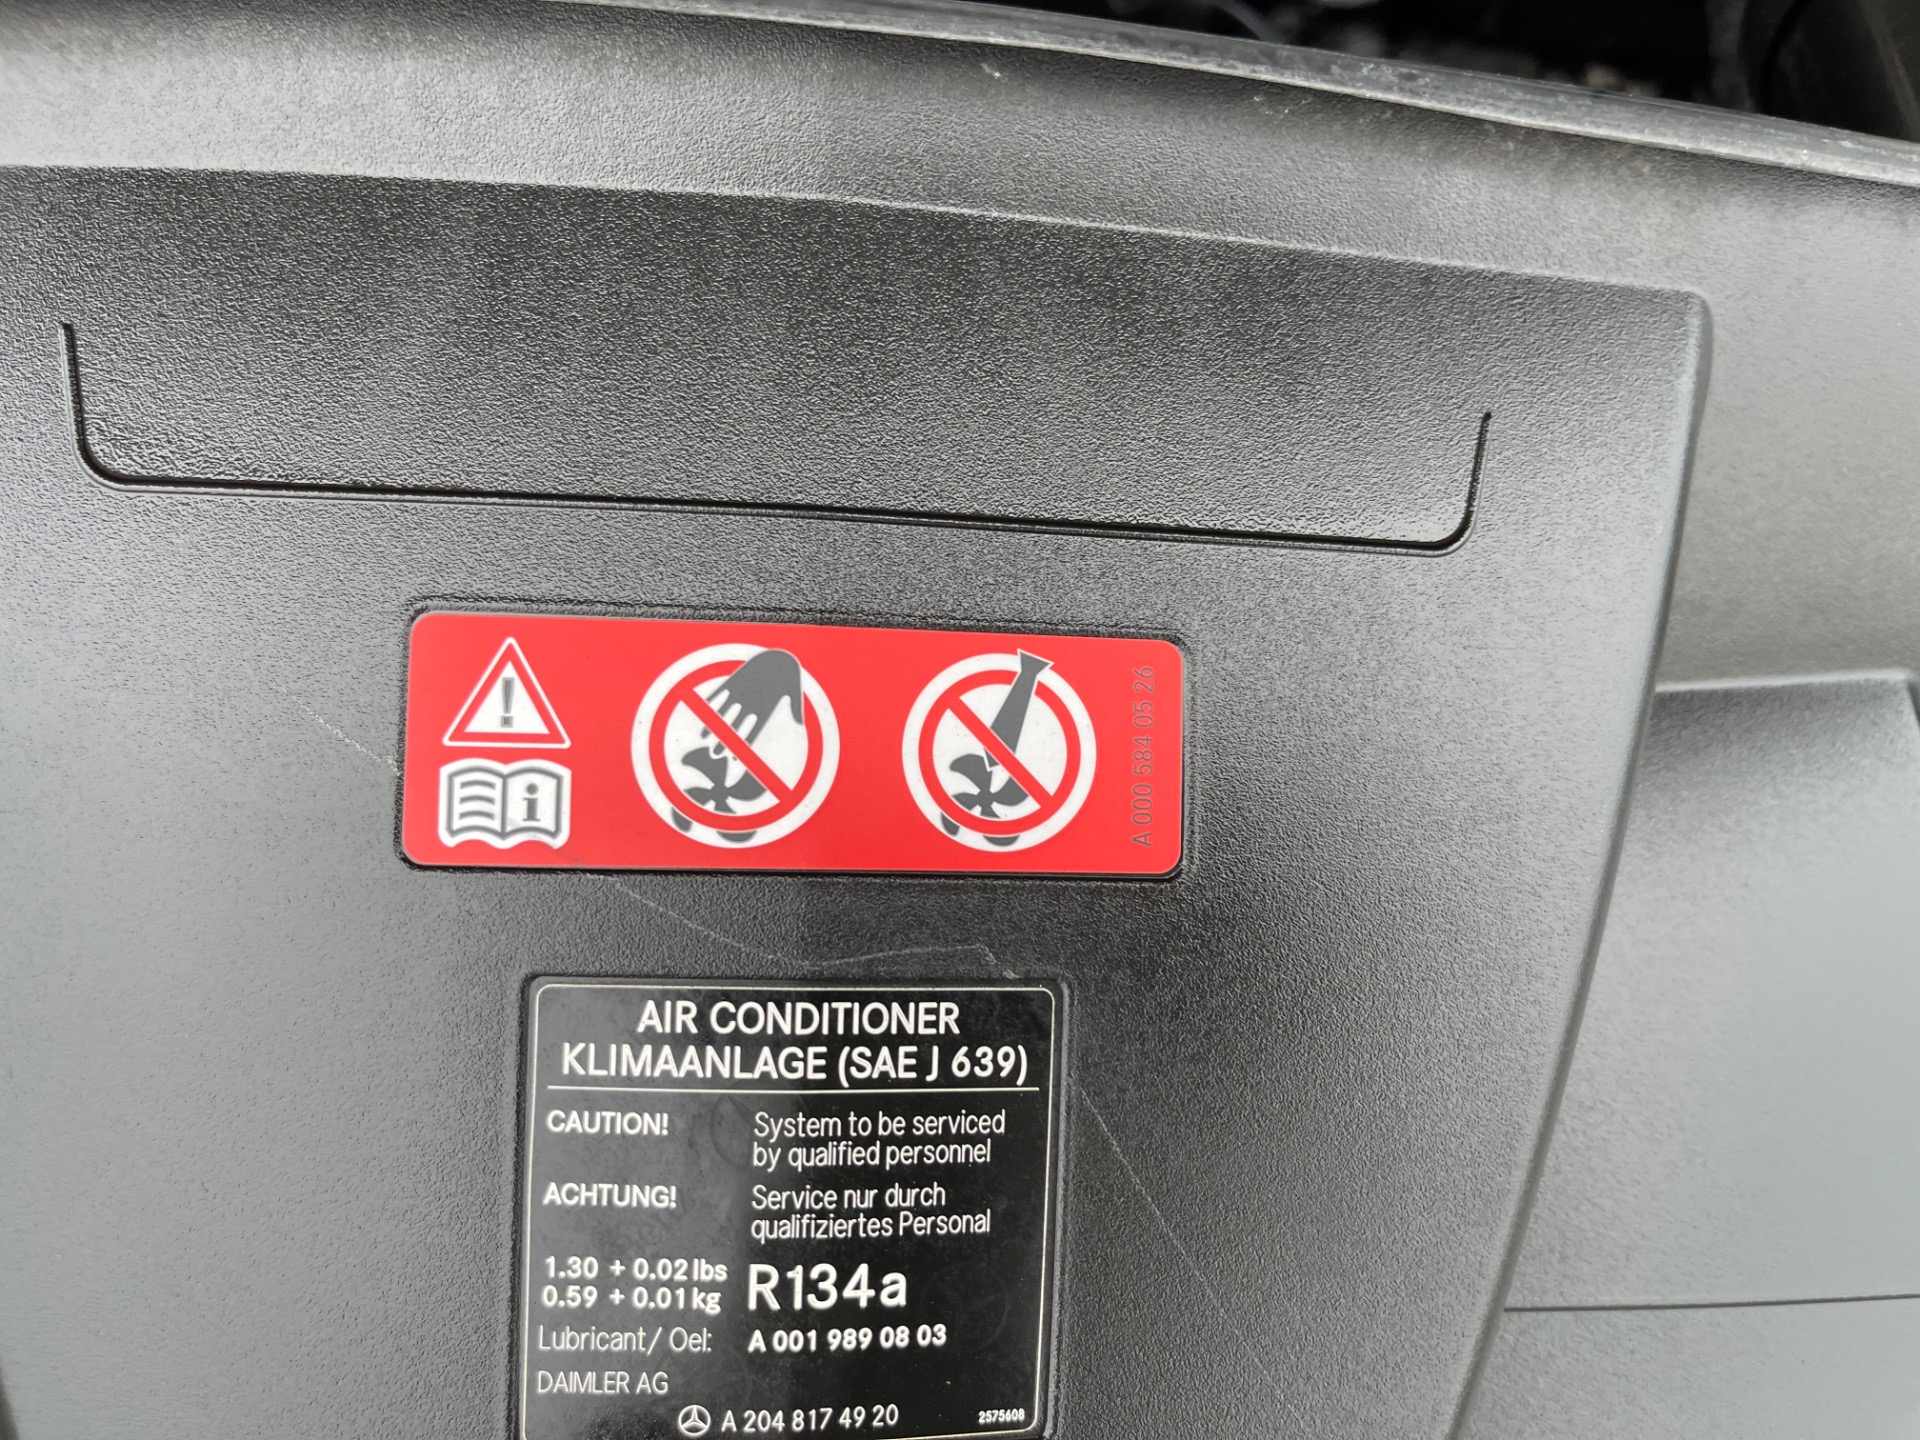 A 000 584 05 26
AIR CONDITIONER
KLIMAANLAGE (SAE J 639)
CAUTION! System to be serviced
by qualified personnel
ACHTUNG! Service nur durch
qualifiziertes Personal
1.30 + 0.02 lbs
0.59 + 0.01 kg R134a
Lubricant/ Oel: A 001 989 08 03
DAIMLER AG
A 204 817 49 20 2575608